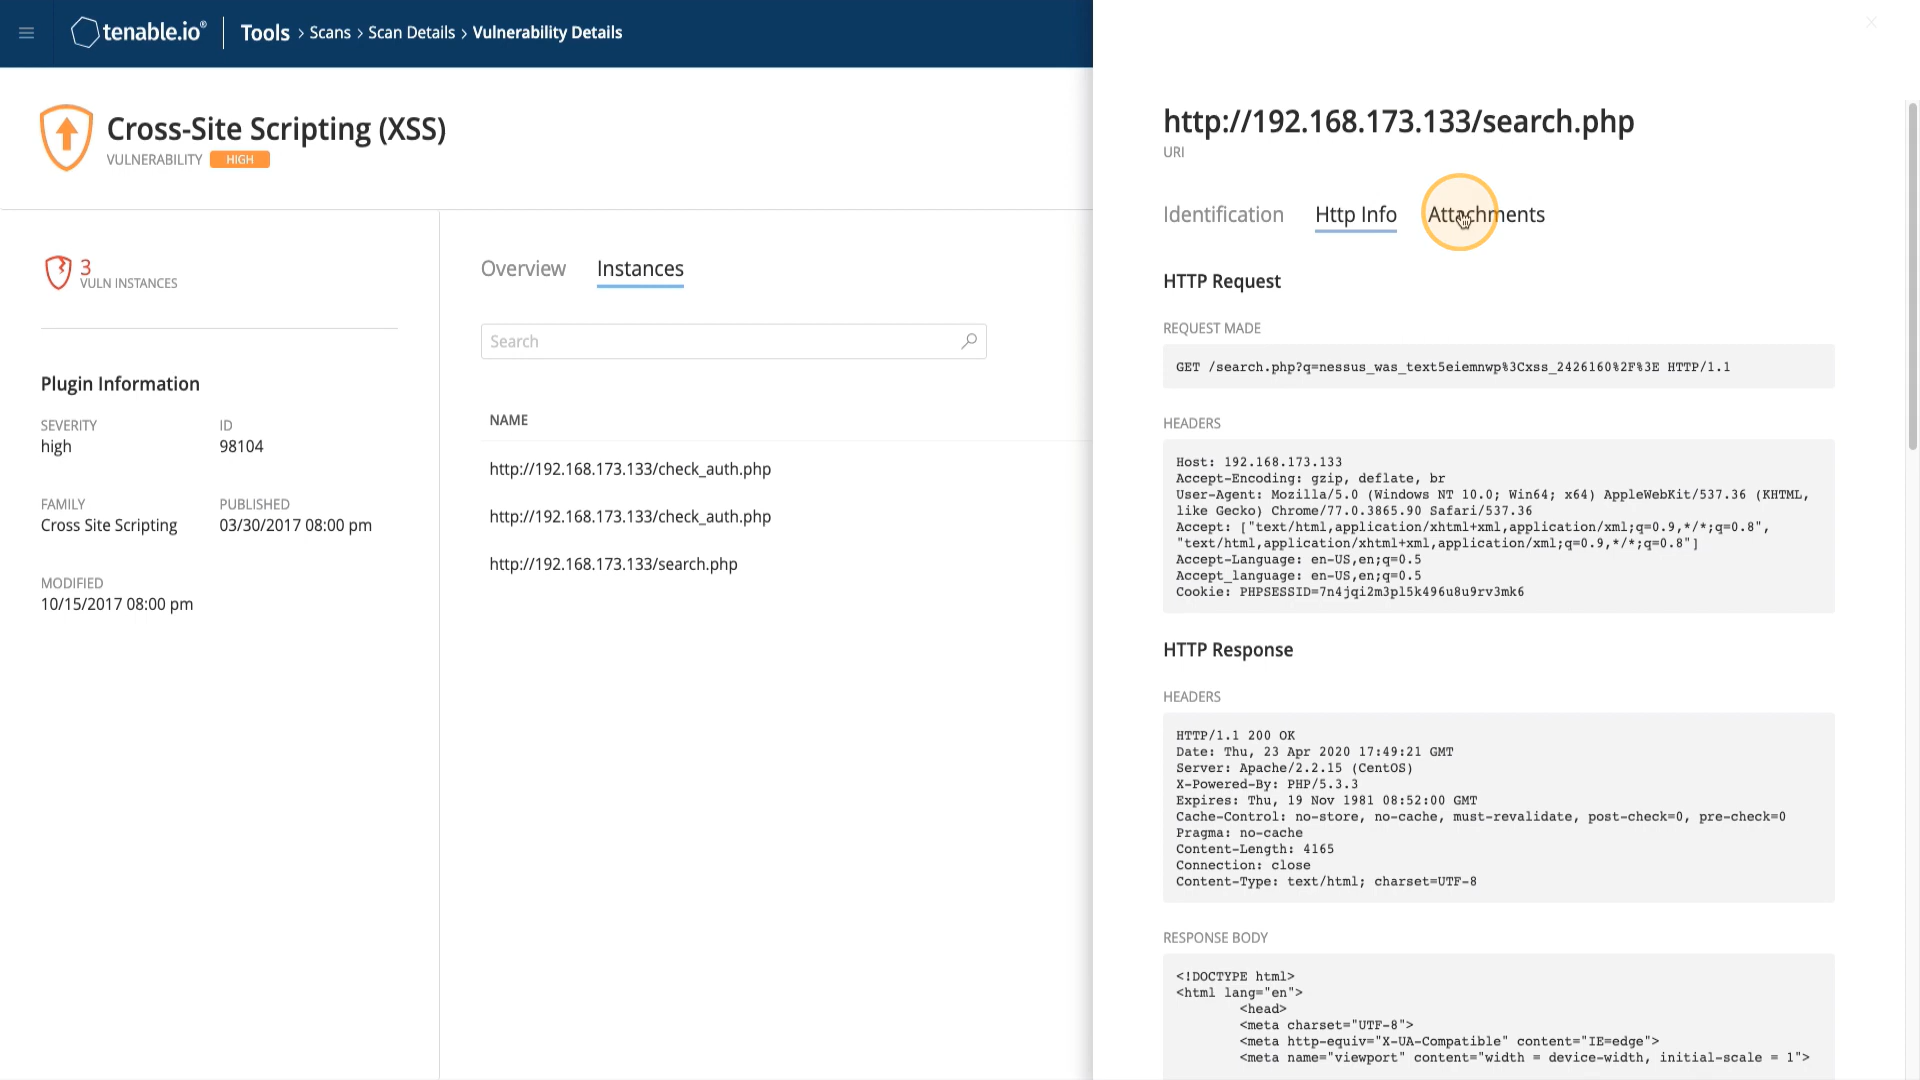 tenable.io®
Tools > Scans > Scan Details > Vulnerability Details
Cross-Site Scripting (XSS)
VULNERABILITY HIGH
3
VULN INSTANCES
Plugin Information
SEVERITY ID
high 98104
FAMILY PUBLISHED
Cross Site Scripting 03/30/2017 08:00 pm
MODIFIED
10/15/2017 08:00 pm
Overview Instances
Search
NAME
http://192.168.173.133/check_auth.php
http://192.168.173.133/check_auth.php
http://192.168.173.133/search.php
http://192.168.173.133/search.php
URI
Identification Http Info Attachments
HTTP Request
REQUEST MADE
GET /search.php?q=nessus_was_text5eiemnwp%3Cxss_2426160%2F%3E HTTP/1.1
HEADERS
Host: 192.168.173.133
Accept-Encoding: gzip, deflate, br
User-Agent: Mozilla/5.0 (Windows NT 10.0; Win64; x64) AppleWebKit/537.36 (KHTML,
like Gecko) Chrome/77.0.3865.90 Safari/537.36
Accept: ["text/html,application/xhtml+xml,application/xml;q=0.9,*/*;q=0.8",
"text/html,application/xhtml+xml,application/xml;q=0.9,*/*;q=0.8"]
Accept-Language: en-US,en;q=0.5
Accept_language: en-US,en;q=0.5
Cookie: PHPSESSID=7n4jqi2m3pl5k496u8u9rv3mk6
HTTP Response
HEADERS
HTTP/1.1 200 OK
Date: Thu, 23 Apr 2020 17:49:21 GMT
Server: Apache/2.2.15 (CentOS)
X-Powered-By: PHP/5.3.3
Expires: Thu, 19 Nov 1981 08:52:00 GMT
Cache-Control: no-store, no-cache, must-revalidate, post-check=0, pre-check=0
Pragma: no-cache
Content-Length: 4165
Connection: close
Content-Type: text/html; charset=UTF-8
RESPONSE BODY
<!DOCTYPE html>
<html lang="en">
<head>
<meta charset="UTF-8">
<meta http-equiv="X-UA-Compatible" content="IE=edge">
<meta name="viewport" content="width = device-width, initial-scale = 1">